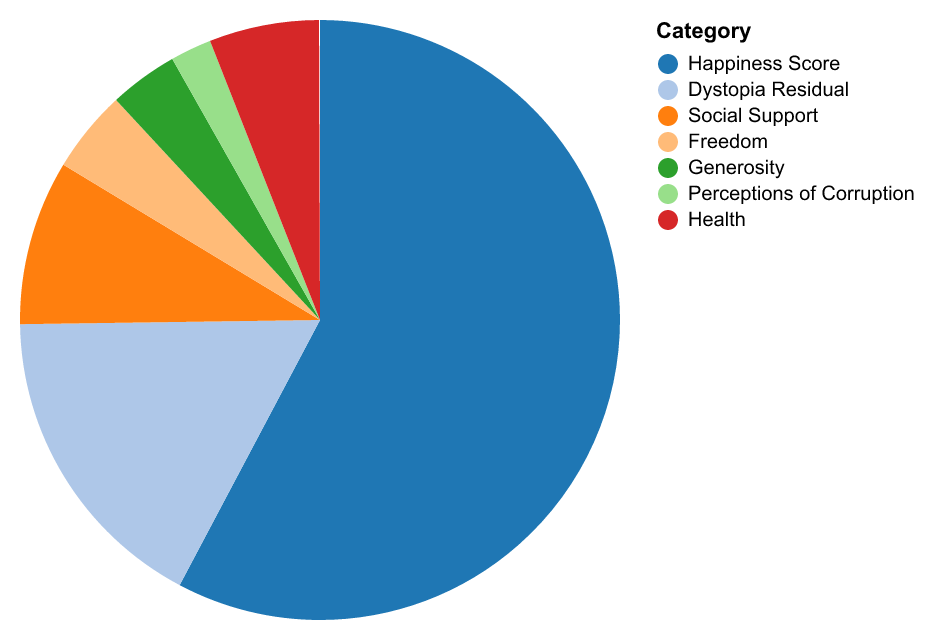 Category
Happiness Score
Dystopia Residual
Social Support
Freedom
Generosity
Perceptions of Corruption
Health